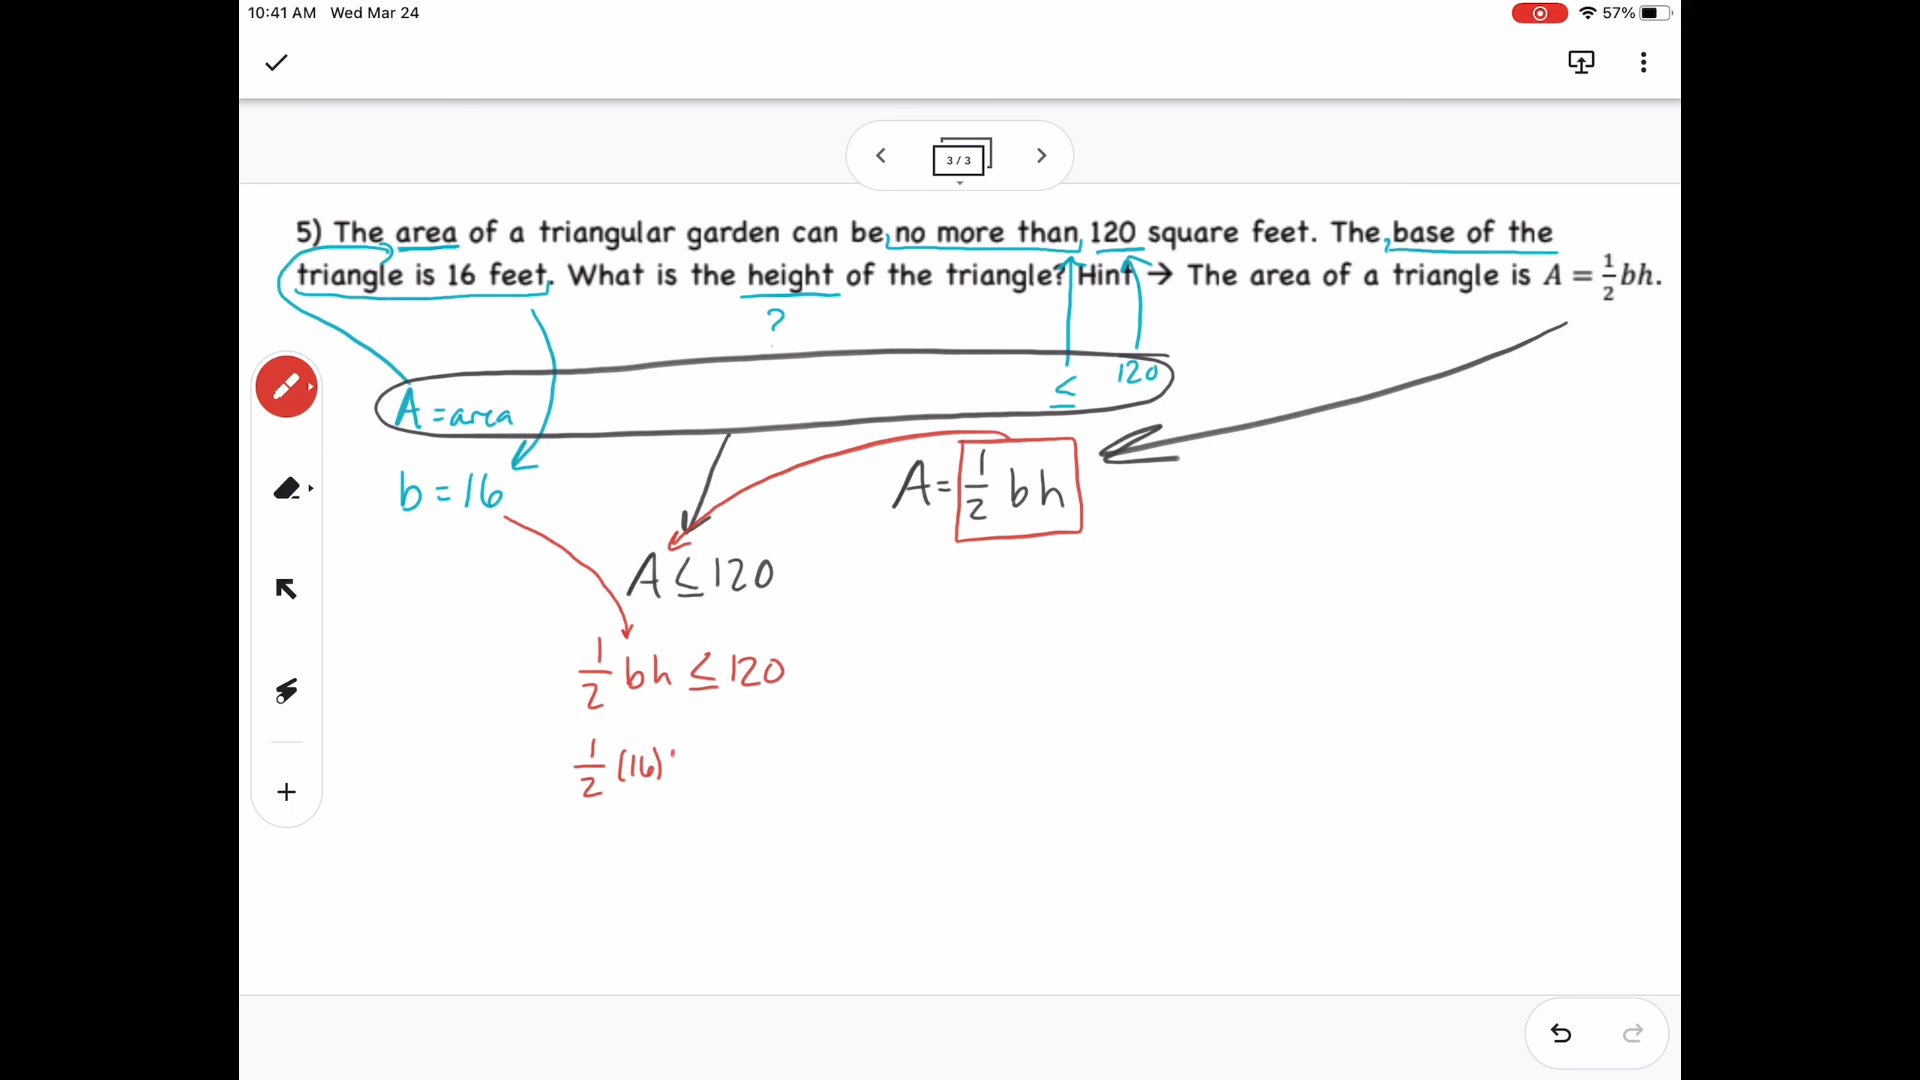 10:41 AM Wed Mar 24
57%
3 / 3
5) The area of a triangular garden can be no more than 120 square feet. The base of the
triangle is 16 feet. What is the height of the triangle? Hint → The area of a triangle is A = 1/2 bh.
?
A = area ≤ 120
b = 16
A = 1/2 bh
A ≤ 120
1/2 bh ≤ 120
1/2 (16)